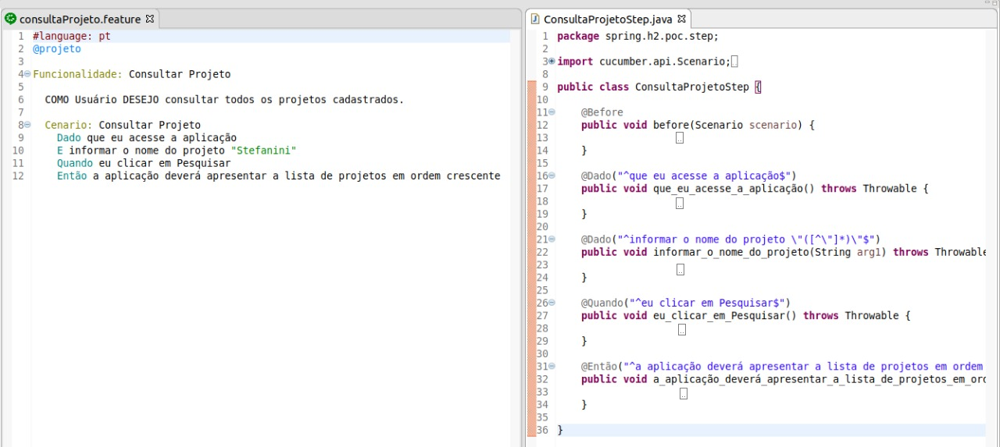 consultaProjeto.feature
1 #language: pt
2 @projeto
3
4 Funcionalidade: Consultar Projeto
5
6 COMO Usuário DESEJO consultar todos os projetos cadastrados.
7
8 Cenario: Consultar Projeto
9 Dado que eu acesse a aplicação
10 E informar o nome do projeto "Stefanini"
11 Quando eu clicar em Pesquisar
12 Então a aplicação deverá apresentar a lista de projetos em ordem crescente
ConsultaProjetoStep.java
1 package spring.h2.poc.step;
2
3 import cucumber.api.Scenario;
8
9 public class ConsultaProjetoStep {
10
11 @Before
12 public void before(Scenario scenario) {
13 ..
14 }
15
16 @Dado("^que eu acesse a aplicação$")
17 public void que_eu_acesse_a_aplicação() throws Throwable {
18 ..
19 }
20
21 @Dado("^informar o nome do projeto \"([^\"]*)\"$")
22 public void informar_o_nome_do_projeto(String arg1) throws Throwable
23 ..
24 }
25
26 @Quando("^eu clicar em Pesquisar$")
27 public void eu_clicar_em_Pesquisar() throws Throwable {
28 ..
29 }
30
31 @Então("^a aplicação deverá apresentar a lista de projetos em ordem
32 public void a_aplicação_deverá_apresentar_a_lista_de_projetos_em_ord
33 ..
34 }
35
36 }